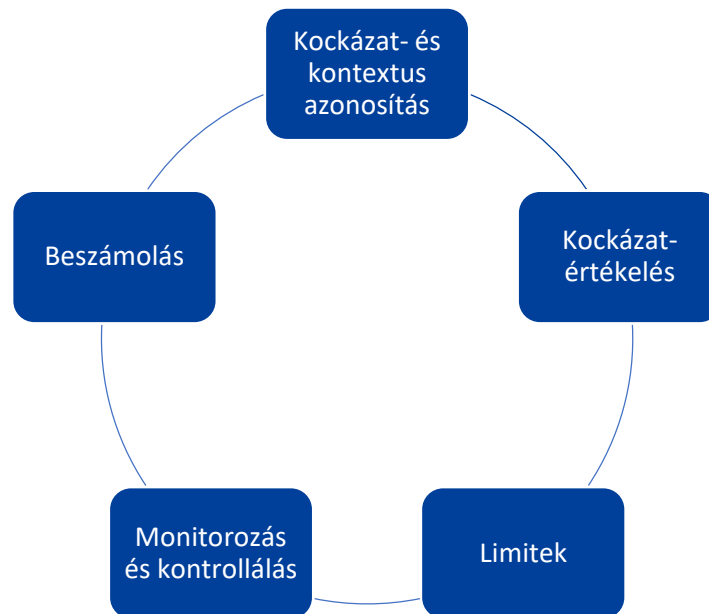 Kockázat- és
kontextus
azonosítás
Kockázat-
értékelés
Limitek
Monitorozás
és kontrollálás
Beszámolás